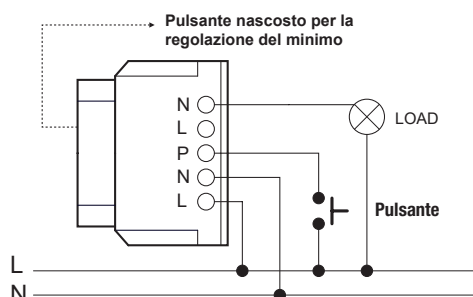 Pulsante nascosto per la
regolazione del minimo
N
L
LOAD
P
N
L
Pulsante
L
N